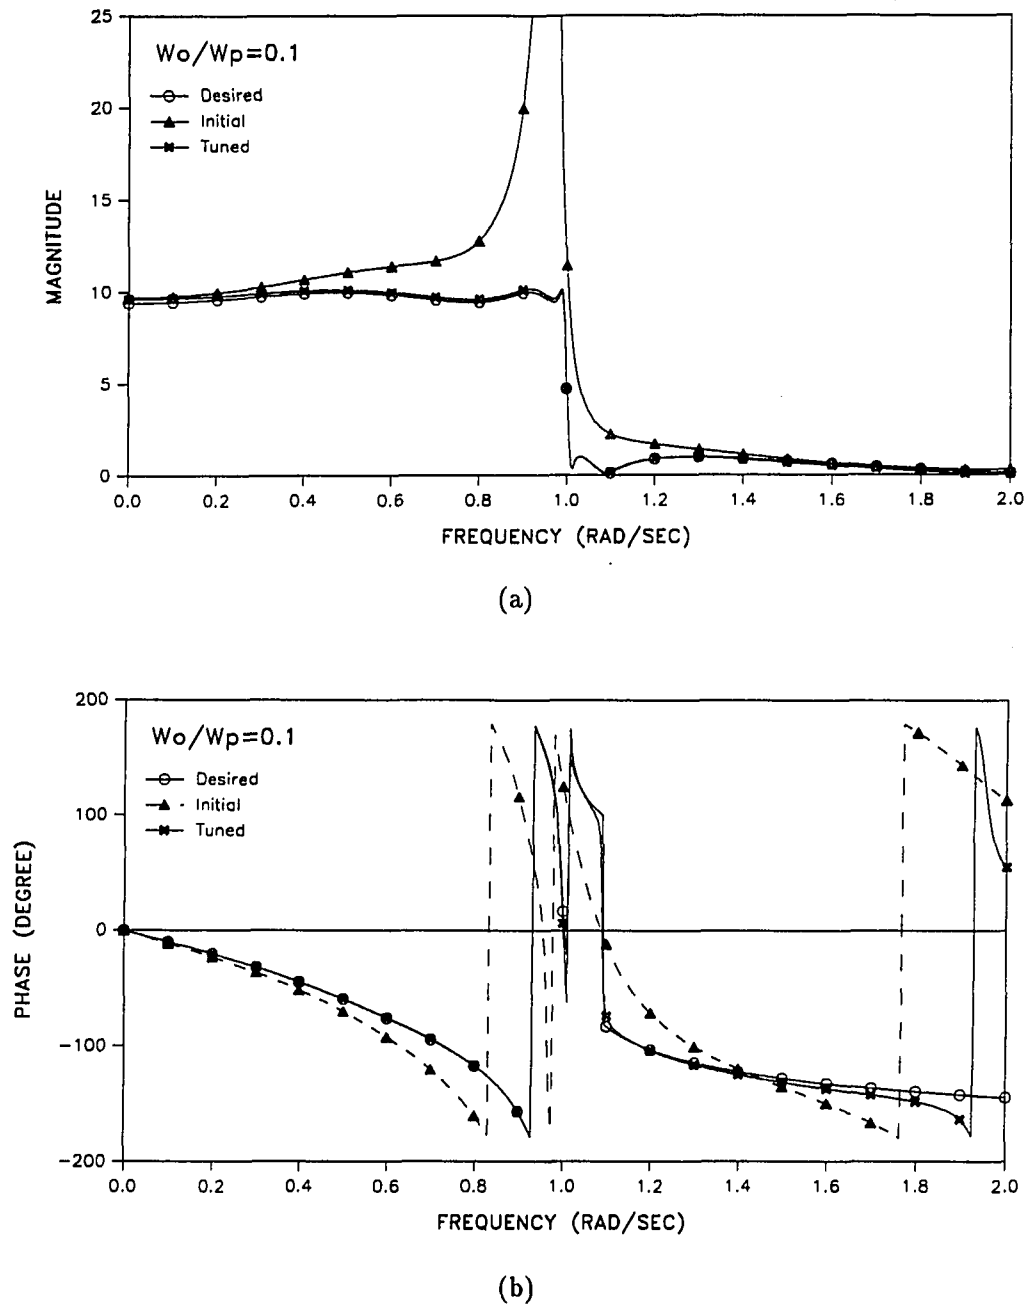 25
20
15
10
5
0
MAGNITUDE
Wo/Wp=0.1
Desired
Initial
Tuned
0.0 0.2 0.4 0.6 0.8 1.0 1.2 1.4 1.6 1.8 2.0
FREQUENCY (RAD/SEC)
(a)
200
100
0
-100
-200
PHASE (DEGREE)
Wo/Wp=0.1
Desired
Initial
Tuned
0.0 0.2 0.4 0.6 0.8 1.0 1.2 1.4 1.6 1.8 2.0
FREQUENCY (RAD/SEC)
(b)